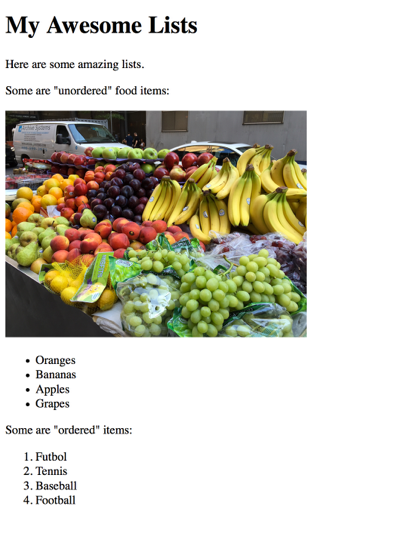 My Awesome Lists
Here are some amazing lists.
Some are "unordered" food items:
Oranges
Bananas
Apples
Grapes
Some are "ordered" items:
1. Futbol
2. Tennis
3. Baseball
4. Football